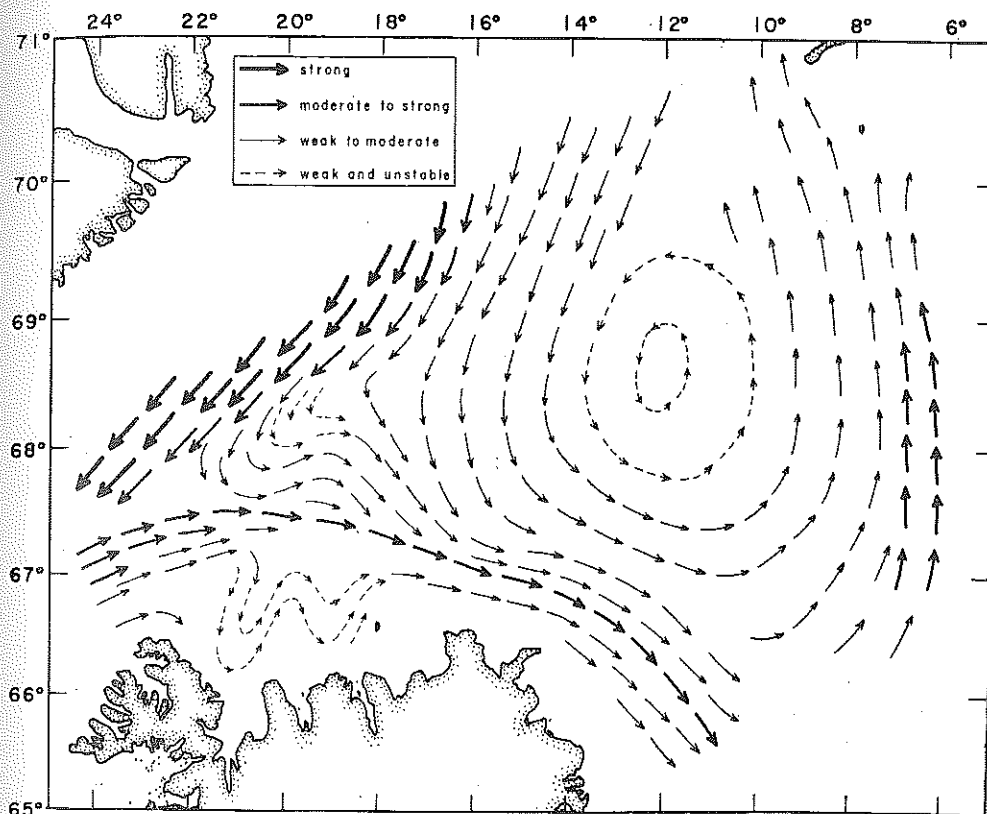 24° 22° 20° 18° 16° 14° 12° 10° 8° 6°
71°
strong
moderate to strong
weak to moderate
weak and unstable
70°
69°
68°
67°
66°
65°